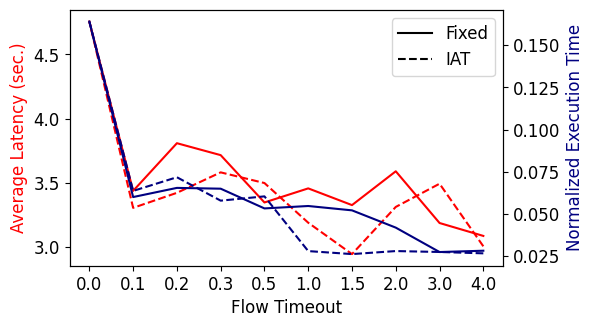 Average Latency (sec.)
4.5
4.0
3.5
3.0
Fixed
IAT
0.150
0.125
0.100
0.075
0.050
0.025
Normalized Execution Time
0.0 0.1 0.2 0.3 0.5 1.0 1.5 2.0 3.0 4.0
Flow Timeout